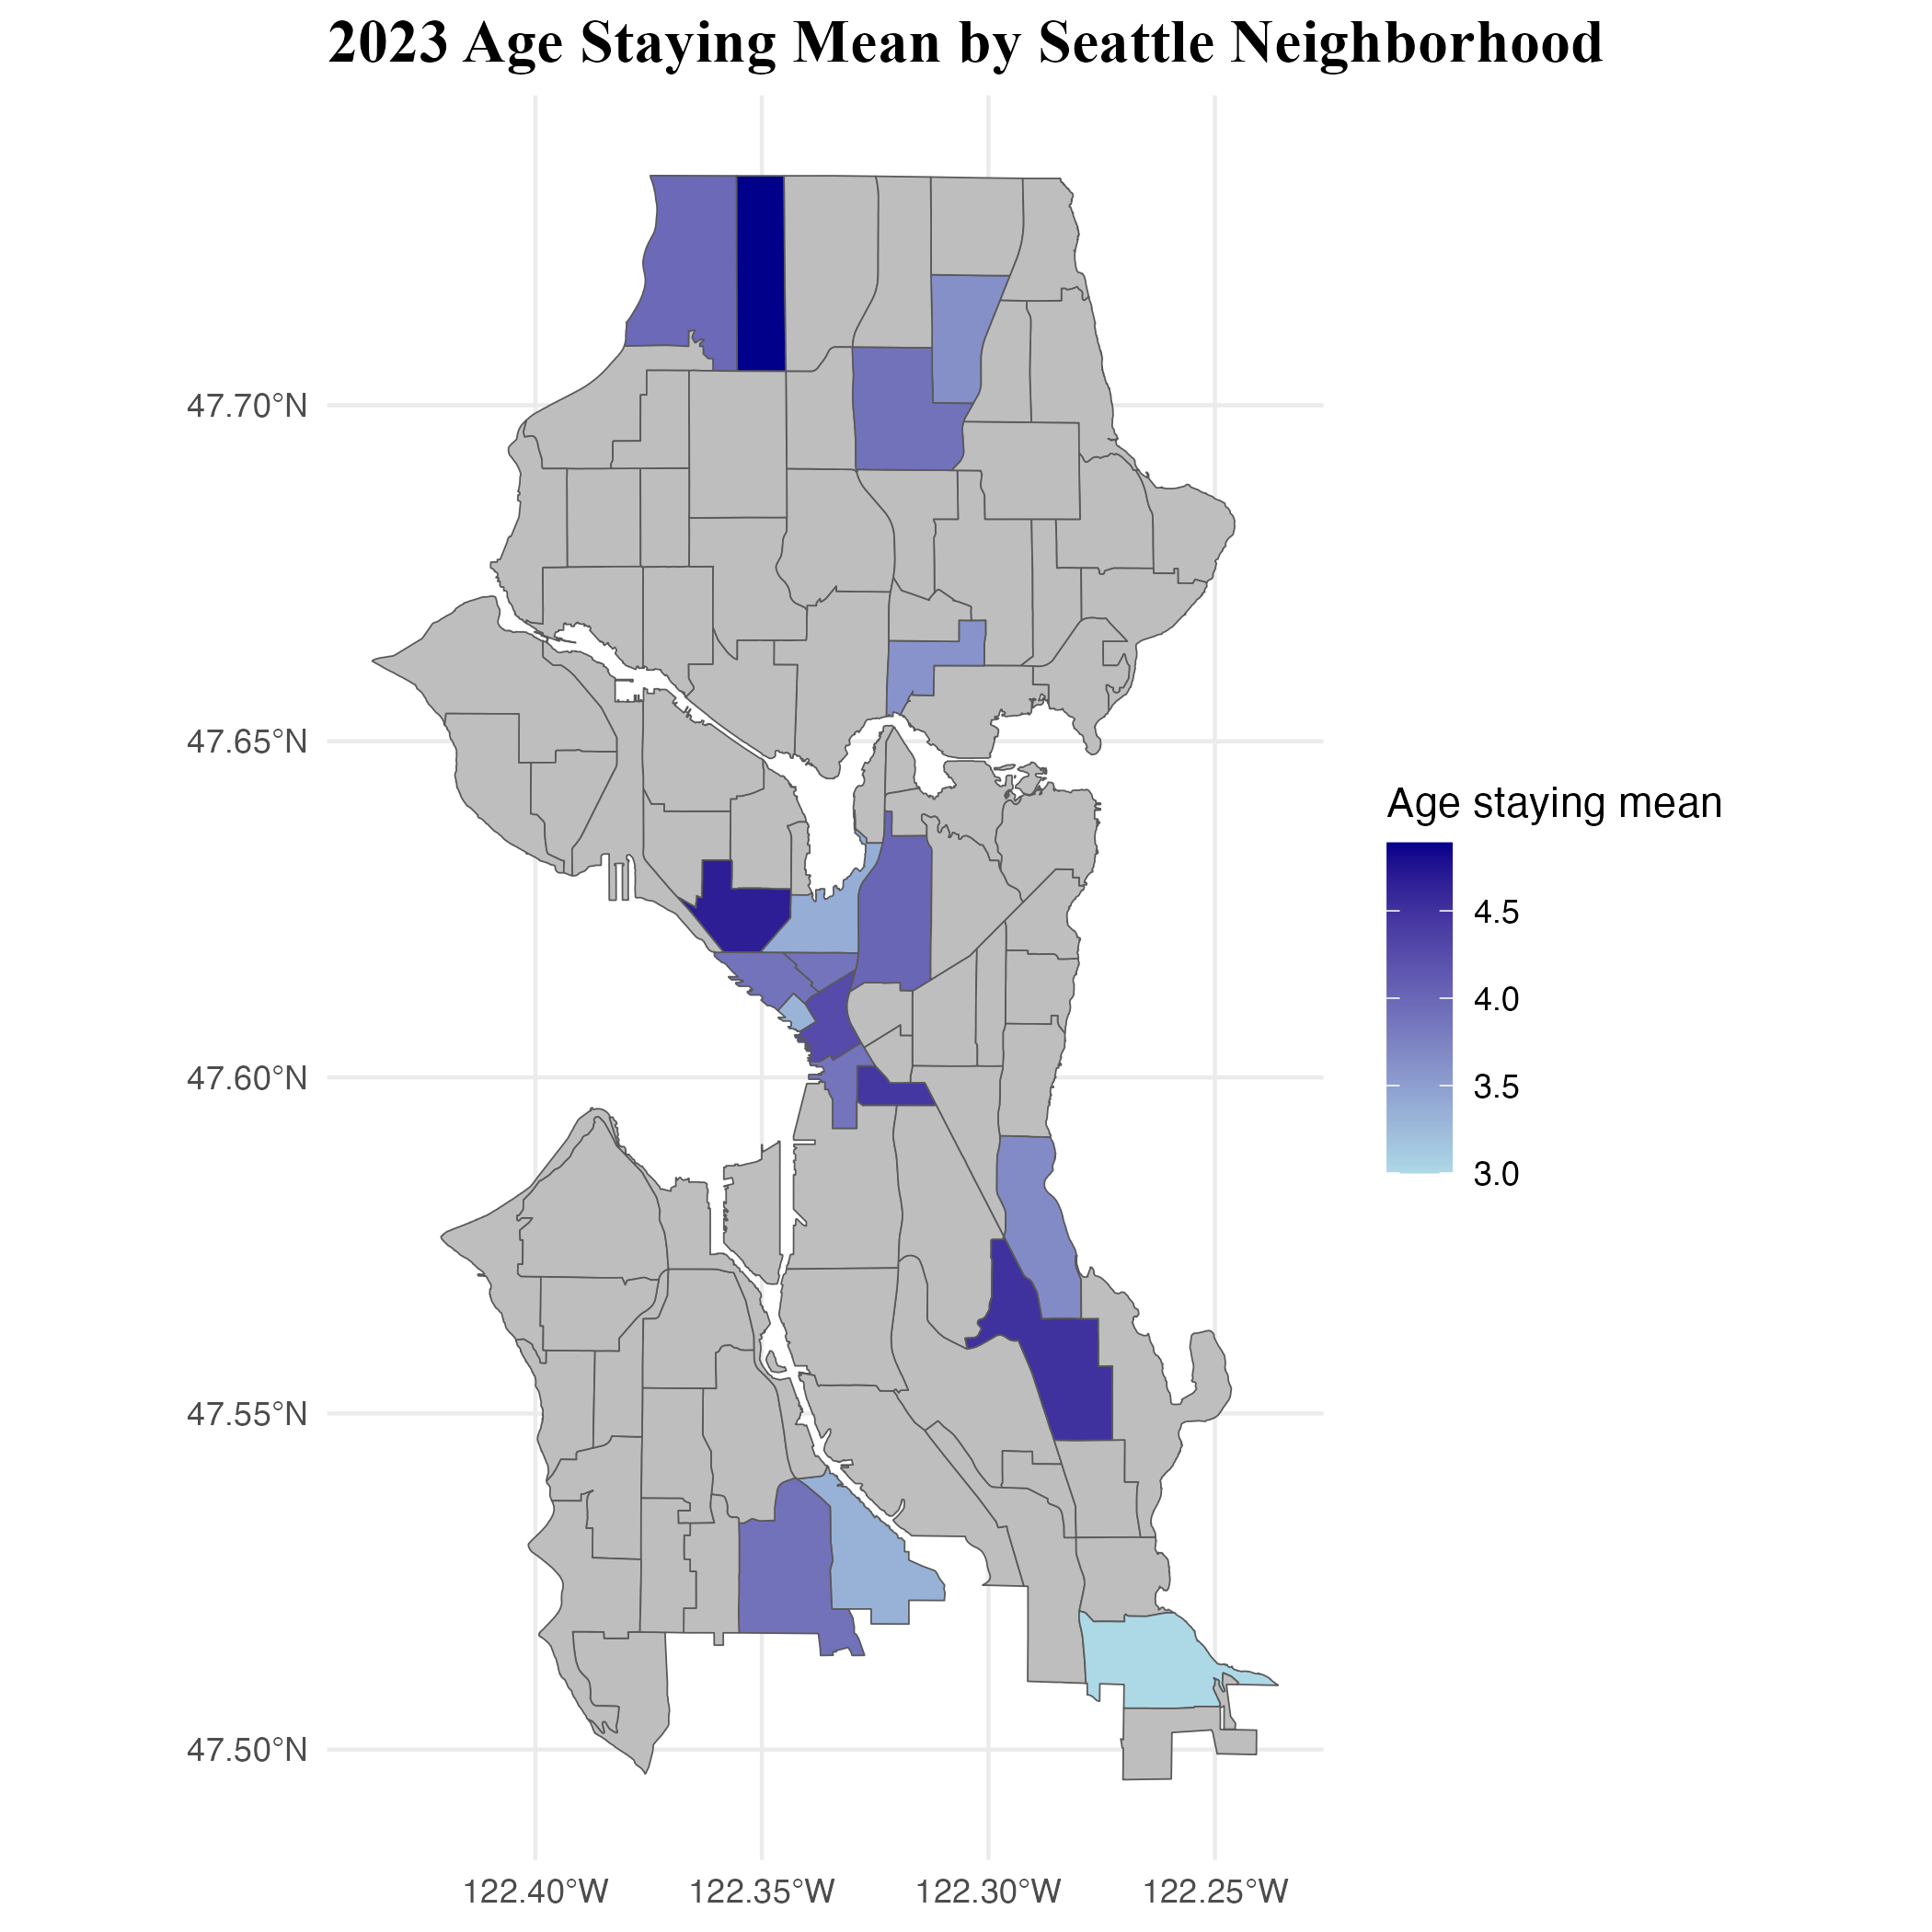 2023 Age Staying Mean by Seattle Neighborhood
47.70°N
47.65°N
47.60°N
47.55°N
47.50°N
122.40°W
122.35°W
122.30°W
122.25°W
Age staying mean
4.5
4.0
3.5
3.0